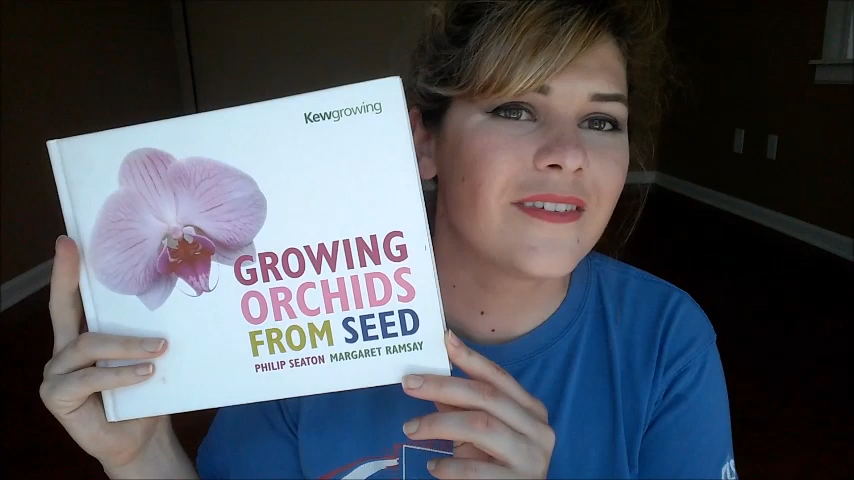 Kewgrowing
GROWING
ORCHIDS
FROM SEED
PHILIP SEATON MARGARET RAMSAY